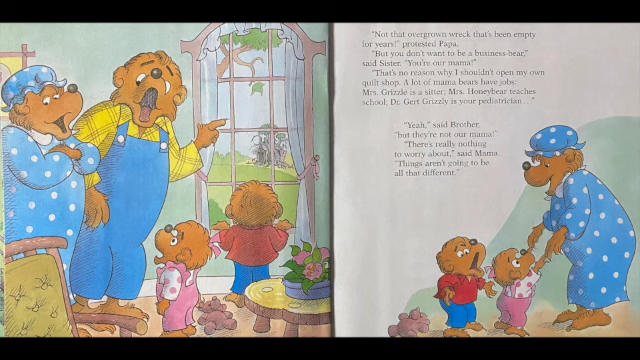 "Not that overgrown wreck that's been empty
for years!" protested Papa.
"But you don't want to be a business-bear,"
said Sister. "You're our mama!"
"That's no reason why I shouldn't open my own
quilt shop. A lot of mama bears have jobs:
Mrs. Grizzle is a sitter; Mrs. Honeybear teaches
school; Dr. Gert Grizzly is your pediatrician . . ."
"Yeah," said Brother,
"but they're not our mama!"
"There's really nothing
to worry about," said Mama.
"Things aren't going to be
all that different."